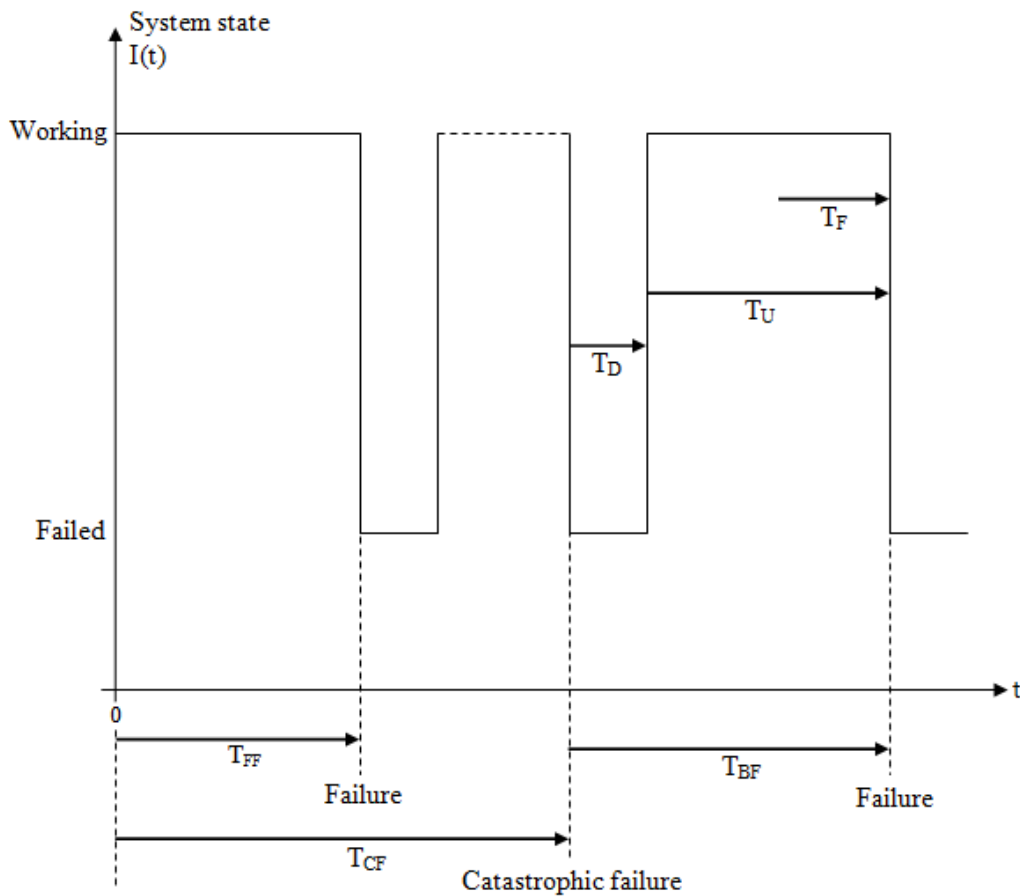 System state
I(t)
Working
T_F
T_U
T_D
Failed
t
0
T_FF
T_BF
Failure
Failure
T_CF
Catastrophic failure